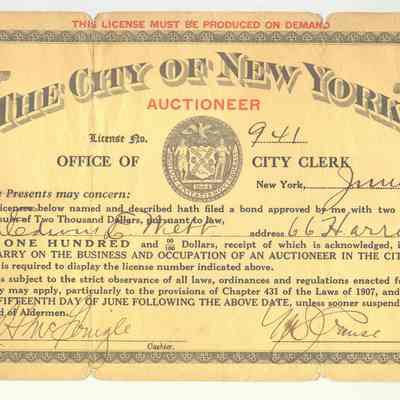 THIS LICENSE MUST BE PRODUCED ON DEMAND
THE CITY OF NEW YORK
AUCTIONEER
License No. 941
OFFICE OF CITY CLERK
New York,
e Presents may concern:
icensee below named and described hath filed a bond approved by me with two
sum of Two Thousand Dollars, pursuant to law,
Edwin C. address 66
ONE HUNDRED and 00/100 Dollars, receipt of which is acknowledged, i
ARRY ON THE BUSINESS AND OCCUPATION OF AN AUCTIONEER IN THE CIT
is required to display the license number indicated above.
is subject to the strict observance of all laws, ordinances and regulations enacted fo
y may apply, particularly to the provisions of Chapter 431 of the Laws of 1907, and
FIFTEENTH DAY OF JUNE FOLLOWING THE ABOVE DATE, unless sooner suspend
d of Aldermen.
Cashier.